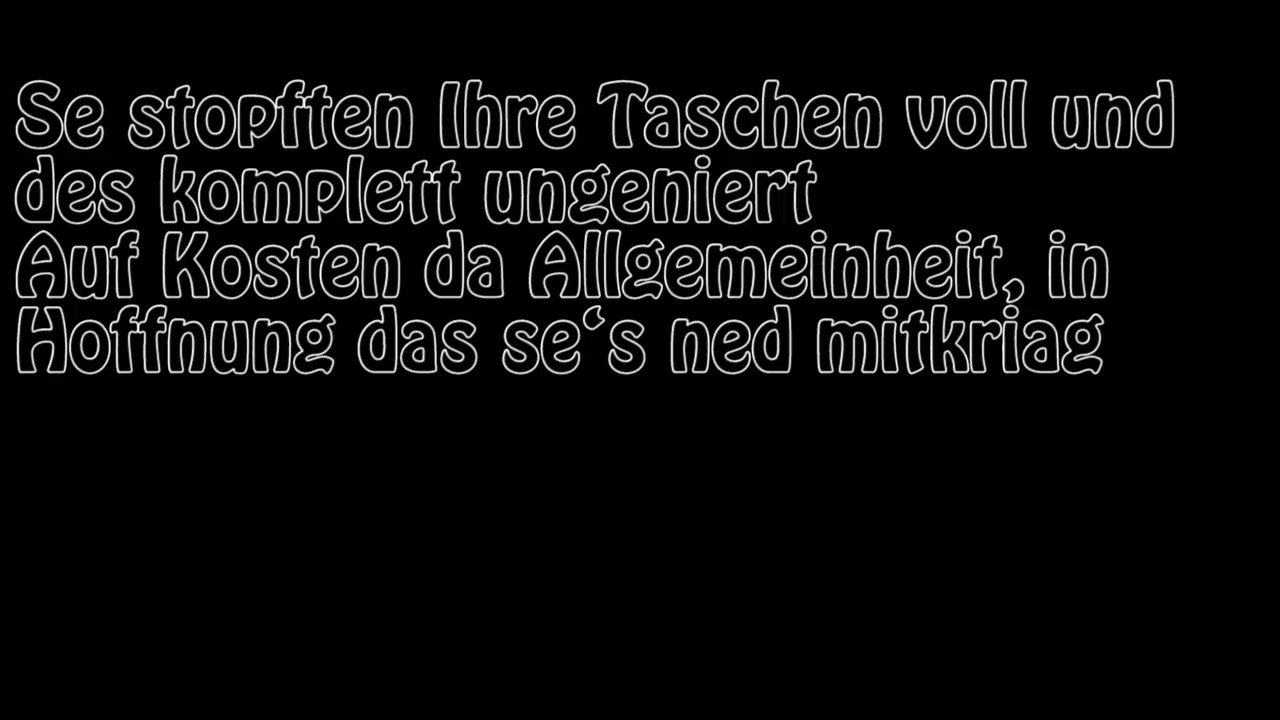 Se stopften Ihre Taschen voll und
des komplett ungeniert
Auf Kosten da Allgemeinheit, in
Hoffnung das se‘s ned mitkriag